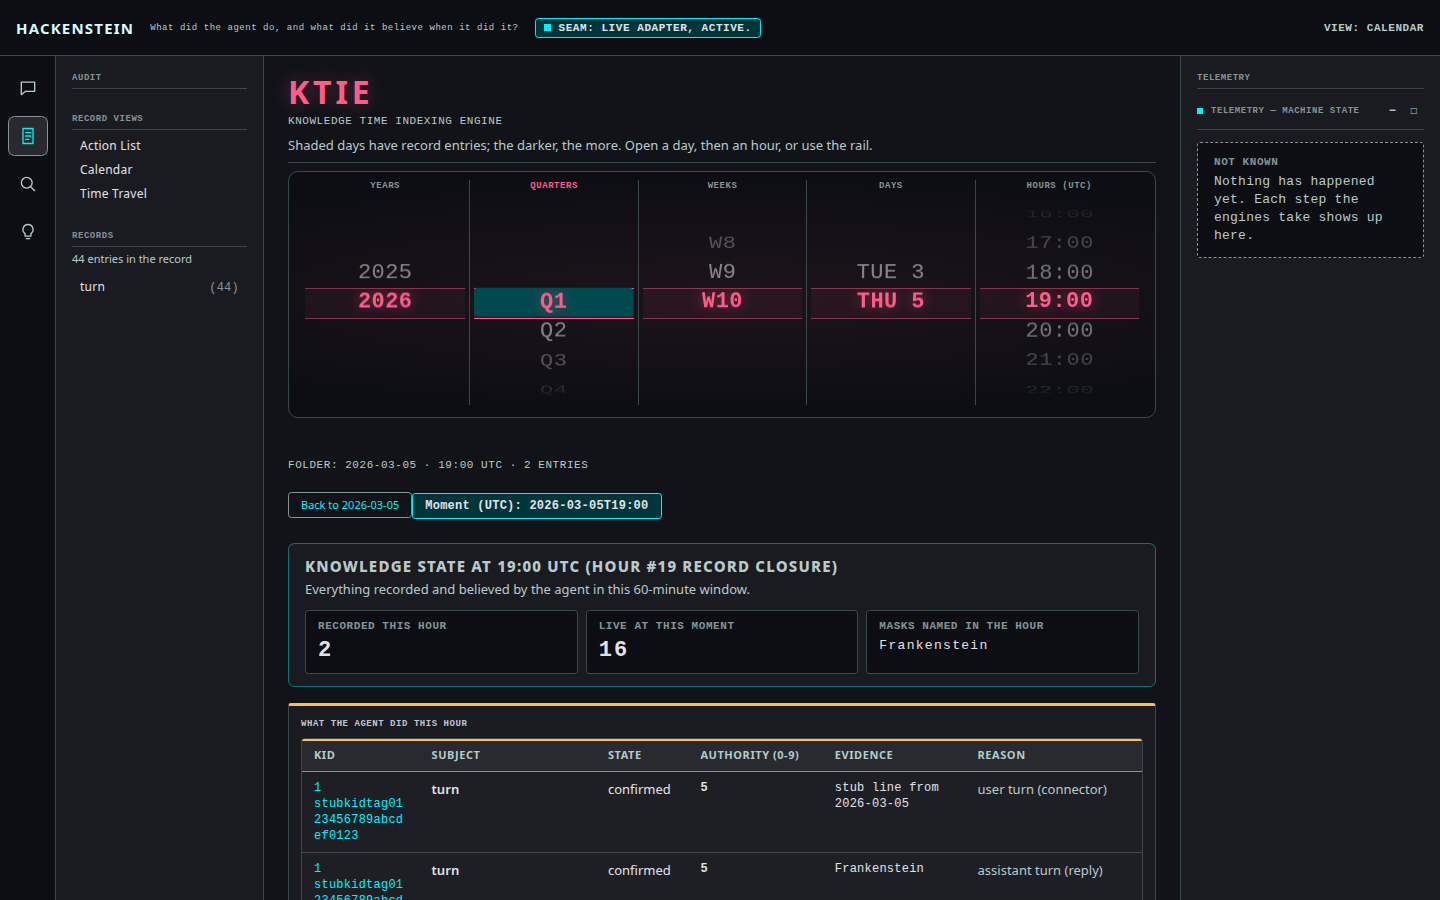 HACKENSTEIN
What did the agent do, and what did it believe when it did it?
SEAM: LIVE ADAPTER, ACTIVE.
VIEW: CALENDAR
AUDIT
RECORD VIEWS
Action List
Calendar
Time Travel
RECORDS
44 entries in the record
turn (44)
KTIE
KNOWLEDGE TIME INDEXING ENGINE
Shaded days have record entries; the darker, the more. Open a day, then an hour, or use the rail.
YEARS QUARTERS WEEKS DAYS HOURS (UTC)
16:00
W8 17:00
2025 W9 TUE 3 18:00
2026 Q1 W10 THU 5 19:00
Q2 20:00
Q3 21:00
Q4 22:00
FOLDER: 2026-03-05 · 19:00 UTC · 2 ENTRIES
Back to 2026-03-05
Moment (UTC): 2026-03-05T19:00
KNOWLEDGE STATE AT 19:00 UTC (HOUR #19 RECORD CLOSURE)
Everything recorded and believed by the agent in this 60-minute window.
RECORDED THIS HOUR
2
LIVE AT THIS MOMENT
16
MASKS NAMED IN THE HOUR
Frankenstein
WHAT THE AGENT DID THIS HOUR
KID SUBJECT STATE AUTHORITY (0-9) EVIDENCE REASON
1 turn confirmed 5 stub line from user turn (connector)
stubkidtag01 2026-03-05
23456789abcd
ef0123
1 turn confirmed 5 Frankenstein assistant turn (reply)
stubkidtag01
23456789abcd
TELEMETRY
TELEMETRY — MACHINE STATE
NOT KNOWN
Nothing has happened
yet. Each step the
engines take shows up
here.